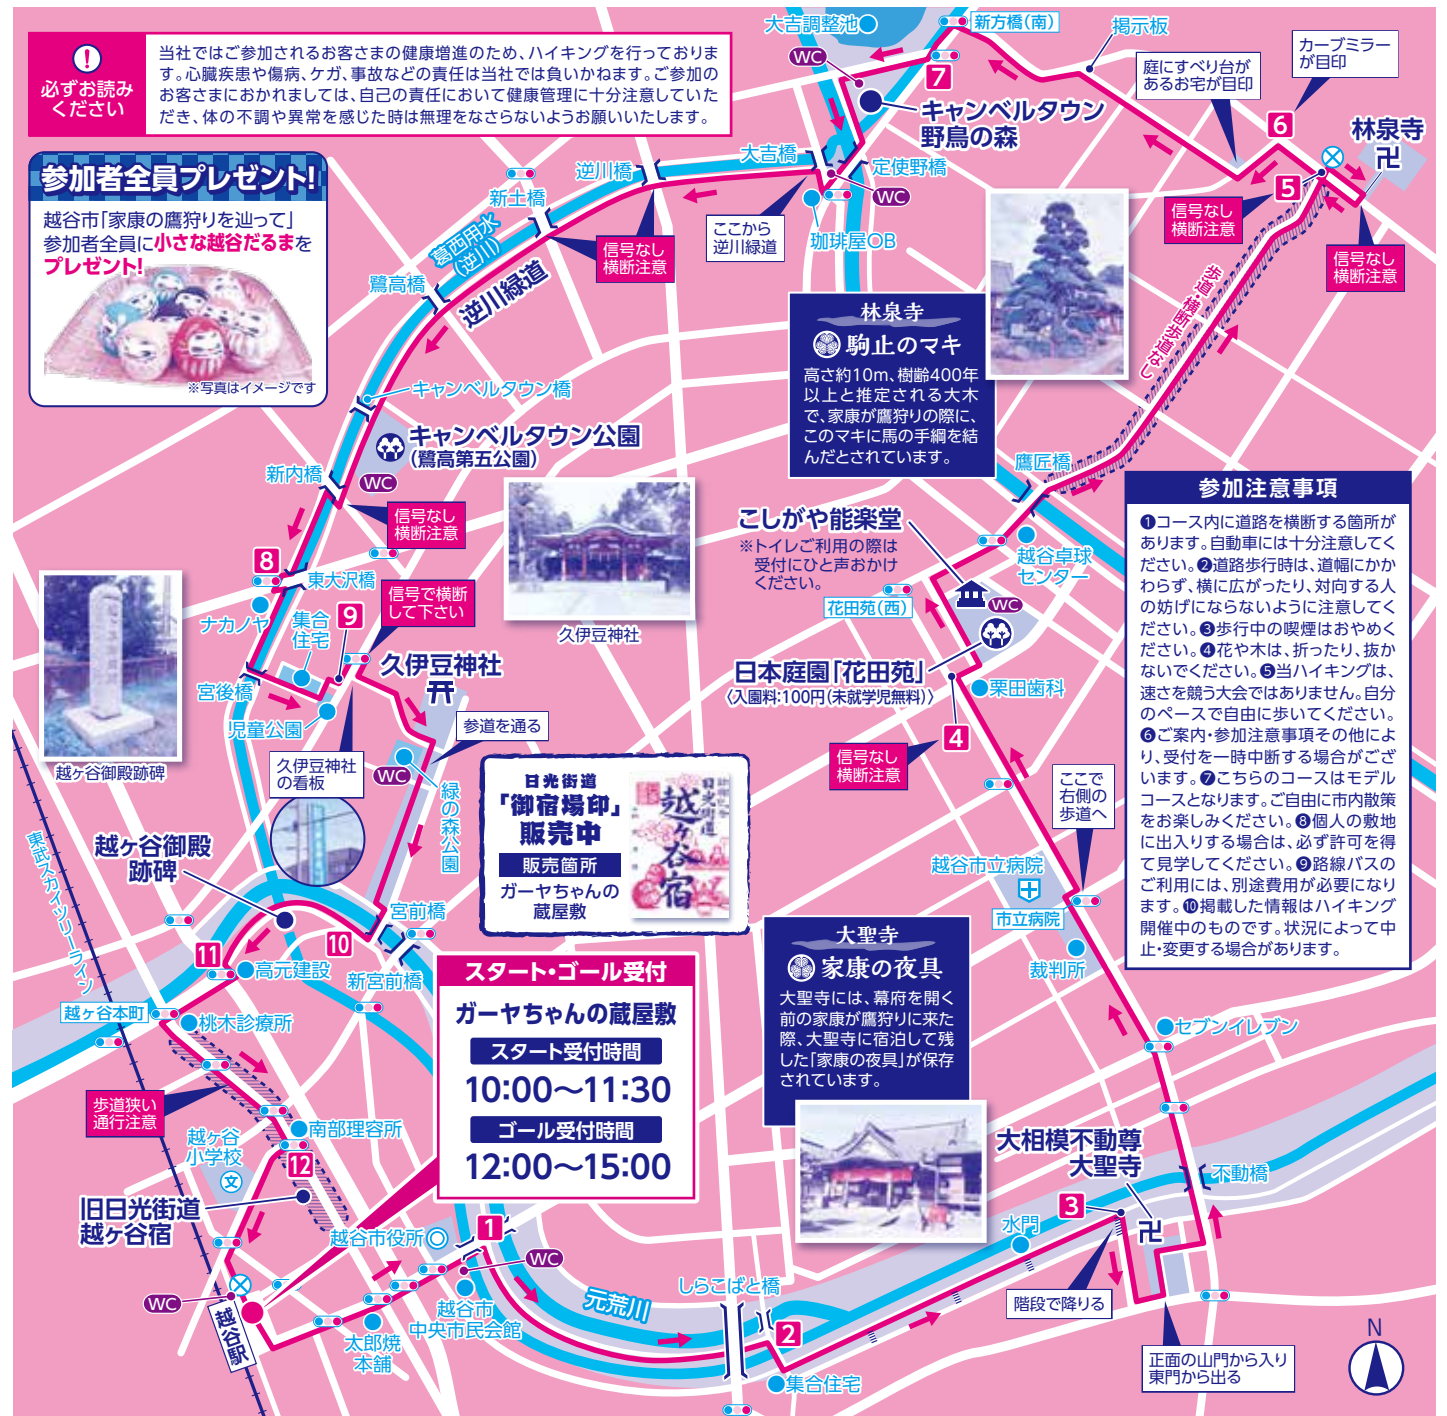 !
必ずお読み
ください
当社ではご参加されるお客さまの健康増進のため、ハイキングを行っておりま
す。心臓疾患や傷病、ケガ、事故などの責任は当社では負いかねます。ご参加の
お客さまにおかれましては、自己の責任において健康管理に十分注意していた
だき、体の不調や異常を感じた時は無理をなさらないようお願いいたします。
参加者全員プレゼント!
越谷市「家康の鷹狩りを辿って」
参加者全員に小さな越谷だるまを
プレゼント!
※写真はイメージです
大吉調整池
新方橋(南)
掲示板
WC
7
キャンベルタウン
野鳥の森
庭にすべり台が
あるお宅が目印
カーブミラー
が目印
6
林泉寺
卍
5
信号なし
横断注意
信号なし
横断注意
大吉橋
定使野橋
WC
珈琲屋OB
ここから
逆川緑道
逆川橋
新土橋
信号なし
横断注意
葛西用水
(逆川)
逆川緑道
鷺高橋
歩道・横断歩道なし
林泉寺
駒止のマキ
高さ約10m、樹齢400年
以上と推定される大木
で、家康が鷹狩りの際に、
このマキに馬の手綱を結
んだとされています。
キャンベルタウン橋
キャンベルタウン公園
(鷺高第五公園)
WC
新内橋
信号なし
横断注意
8
東大沢橋
ナカノヤ
集合
住宅
9
信号で横断
して下さい
久伊豆神社
久伊豆神社
宮後橋
児童公園
久伊豆神社
の看板
参道を通る
WC
緑の森公園
越ヶ谷御殿跡碑
東武スカイツリーライン
越ヶ谷御殿
跡碑
日光街道
「御宿場印」
販売中
販売箇所
ガーヤちゃんの
蔵屋敷
日光街道
越ヶ谷宿
宮前橋
10
新宮前橋
11
高元建設
越ヶ谷本町
桃木診療所
歩道狭い
通行注意
南部理容所
越ヶ谷
小学校
文
12
旧日光街道
越ヶ谷宿
スタート・ゴール受付
ガーヤちゃんの蔵屋敷
スタート受付時間
10:00〜11:30
ゴール受付時間
12:00〜15:00
越谷市役所
1
WC
WC
越谷駅
太郎焼
本舗
越谷市
中央市民会館
元荒川
しらこばと橋
2
集合住宅
鷹匠橋
こしがや能楽堂
※トイレご利用の際は
受付にひと声おかけ
ください。
越谷卓球
センター
花田苑(西)
WC
日本庭園「花田苑」
〈入園料:100円(未就学児無料)〉
栗田歯科
4
信号なし
横断注意
ここで
右側の
歩道へ
越谷市立病院
市立病院
裁判所
セブンイレブン
大聖寺
家康の夜具
大聖寺には、幕府を開く
前の家康が鷹狩りに来た
際、大聖寺に宿泊して残
した「家康の夜具」が保存
されています。
大相模不動尊
大聖寺
卍
不動橋
3
水門
階段で降りる
正面の山門から入り
東門から出る
N
参加注意事項
❶コース内に道路を横断する箇所が
あります。自動車には十分注意してく
ださい。❷道路歩行時は、道幅にかか
わらず、横に広がったり、対向する人
の妨げにならないように注意してく
ださい。❸歩行中の喫煙はおやめく
ださい。❹花や木は、折ったり、抜か
ないでください。❺当ハイキングは、
速さを競う大会ではありません。自分
のペースで自由に歩いてください。
❻ご案内・参加注意事項その他によ
り、受付を一時中断する場合がござ
います。❼こちらのコースはモデル
コースとなります。ご自由に市内散策
をお楽しみください。❽個人の敷地
に出入りする場合は、必ず許可を得
て見学してください。❾路線バスの
ご利用には、別途費用が必要になり
ます。❿掲載した情報はハイキング
開催中のものです。状況によって中
止・変更する場合があります。